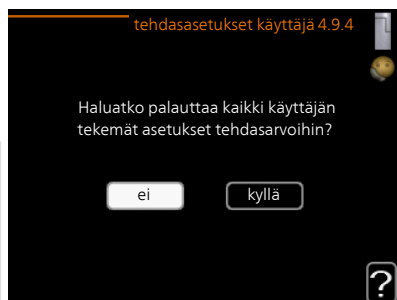 tehdasasetukset käyttäjä 4.9.4
Haluatko palauttaa kaikki käyttäjän
tekemät asetukset tehdasarvoihin?
ei kyllä
?